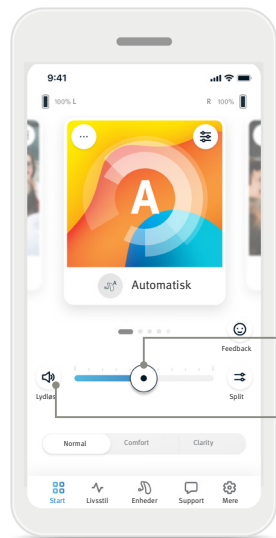 9:41
100% L
R 100%
A
Automatisk
Feedback
Lydløs
Split
Normal Comfort Clarity
Start Livsstil Enheder Support Mere